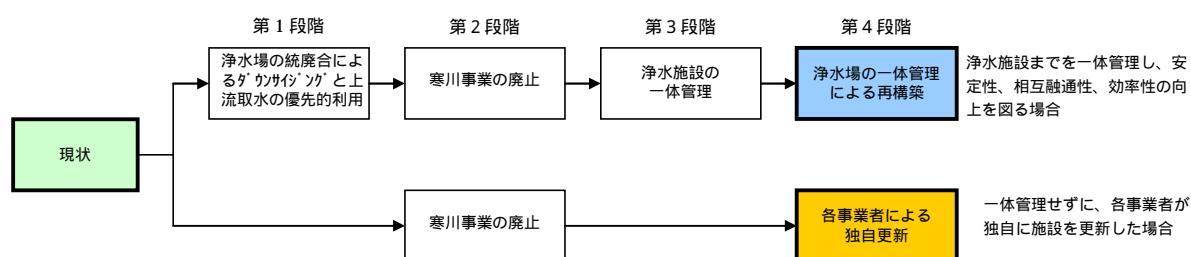 第１段階
第２段階
第３段階
第４段階
浄水場の統廃合によ
るﾀﾞｳﾝｻｲｼﾞﾝｸﾞと上
流取水の優先的利用
寒川事業の廃止
浄水施設の
一体管理
浄水場の一体管理
による再構築
浄水施設までを一体管理し、安
定性、相互融通性、効率性の向
上を図る場合
現状
寒川事業の廃止
各事業者による
独自更新
一体管理せずに、各事業者が
独自に施設を更新した場合